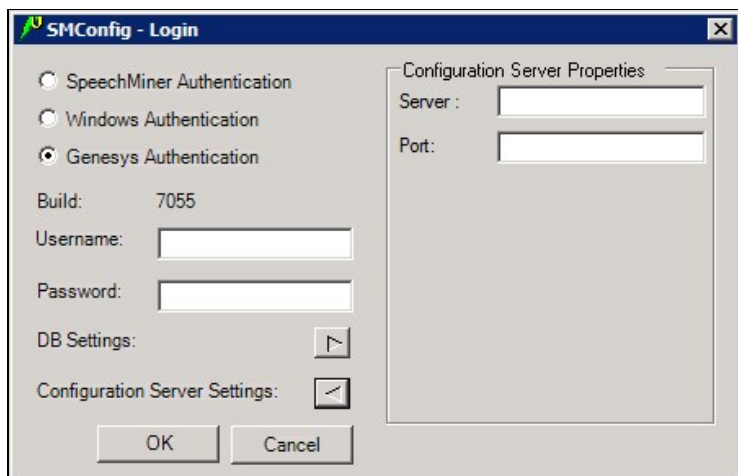 SMConfig - Login
SpeechMiner Authentication
Windows Authentication
Genesys Authentication
Build: 7055
Username:
Password:
DB Settings:
Configuration Server Settings:
OK Cancel
Configuration Server Properties
Server :
Port: